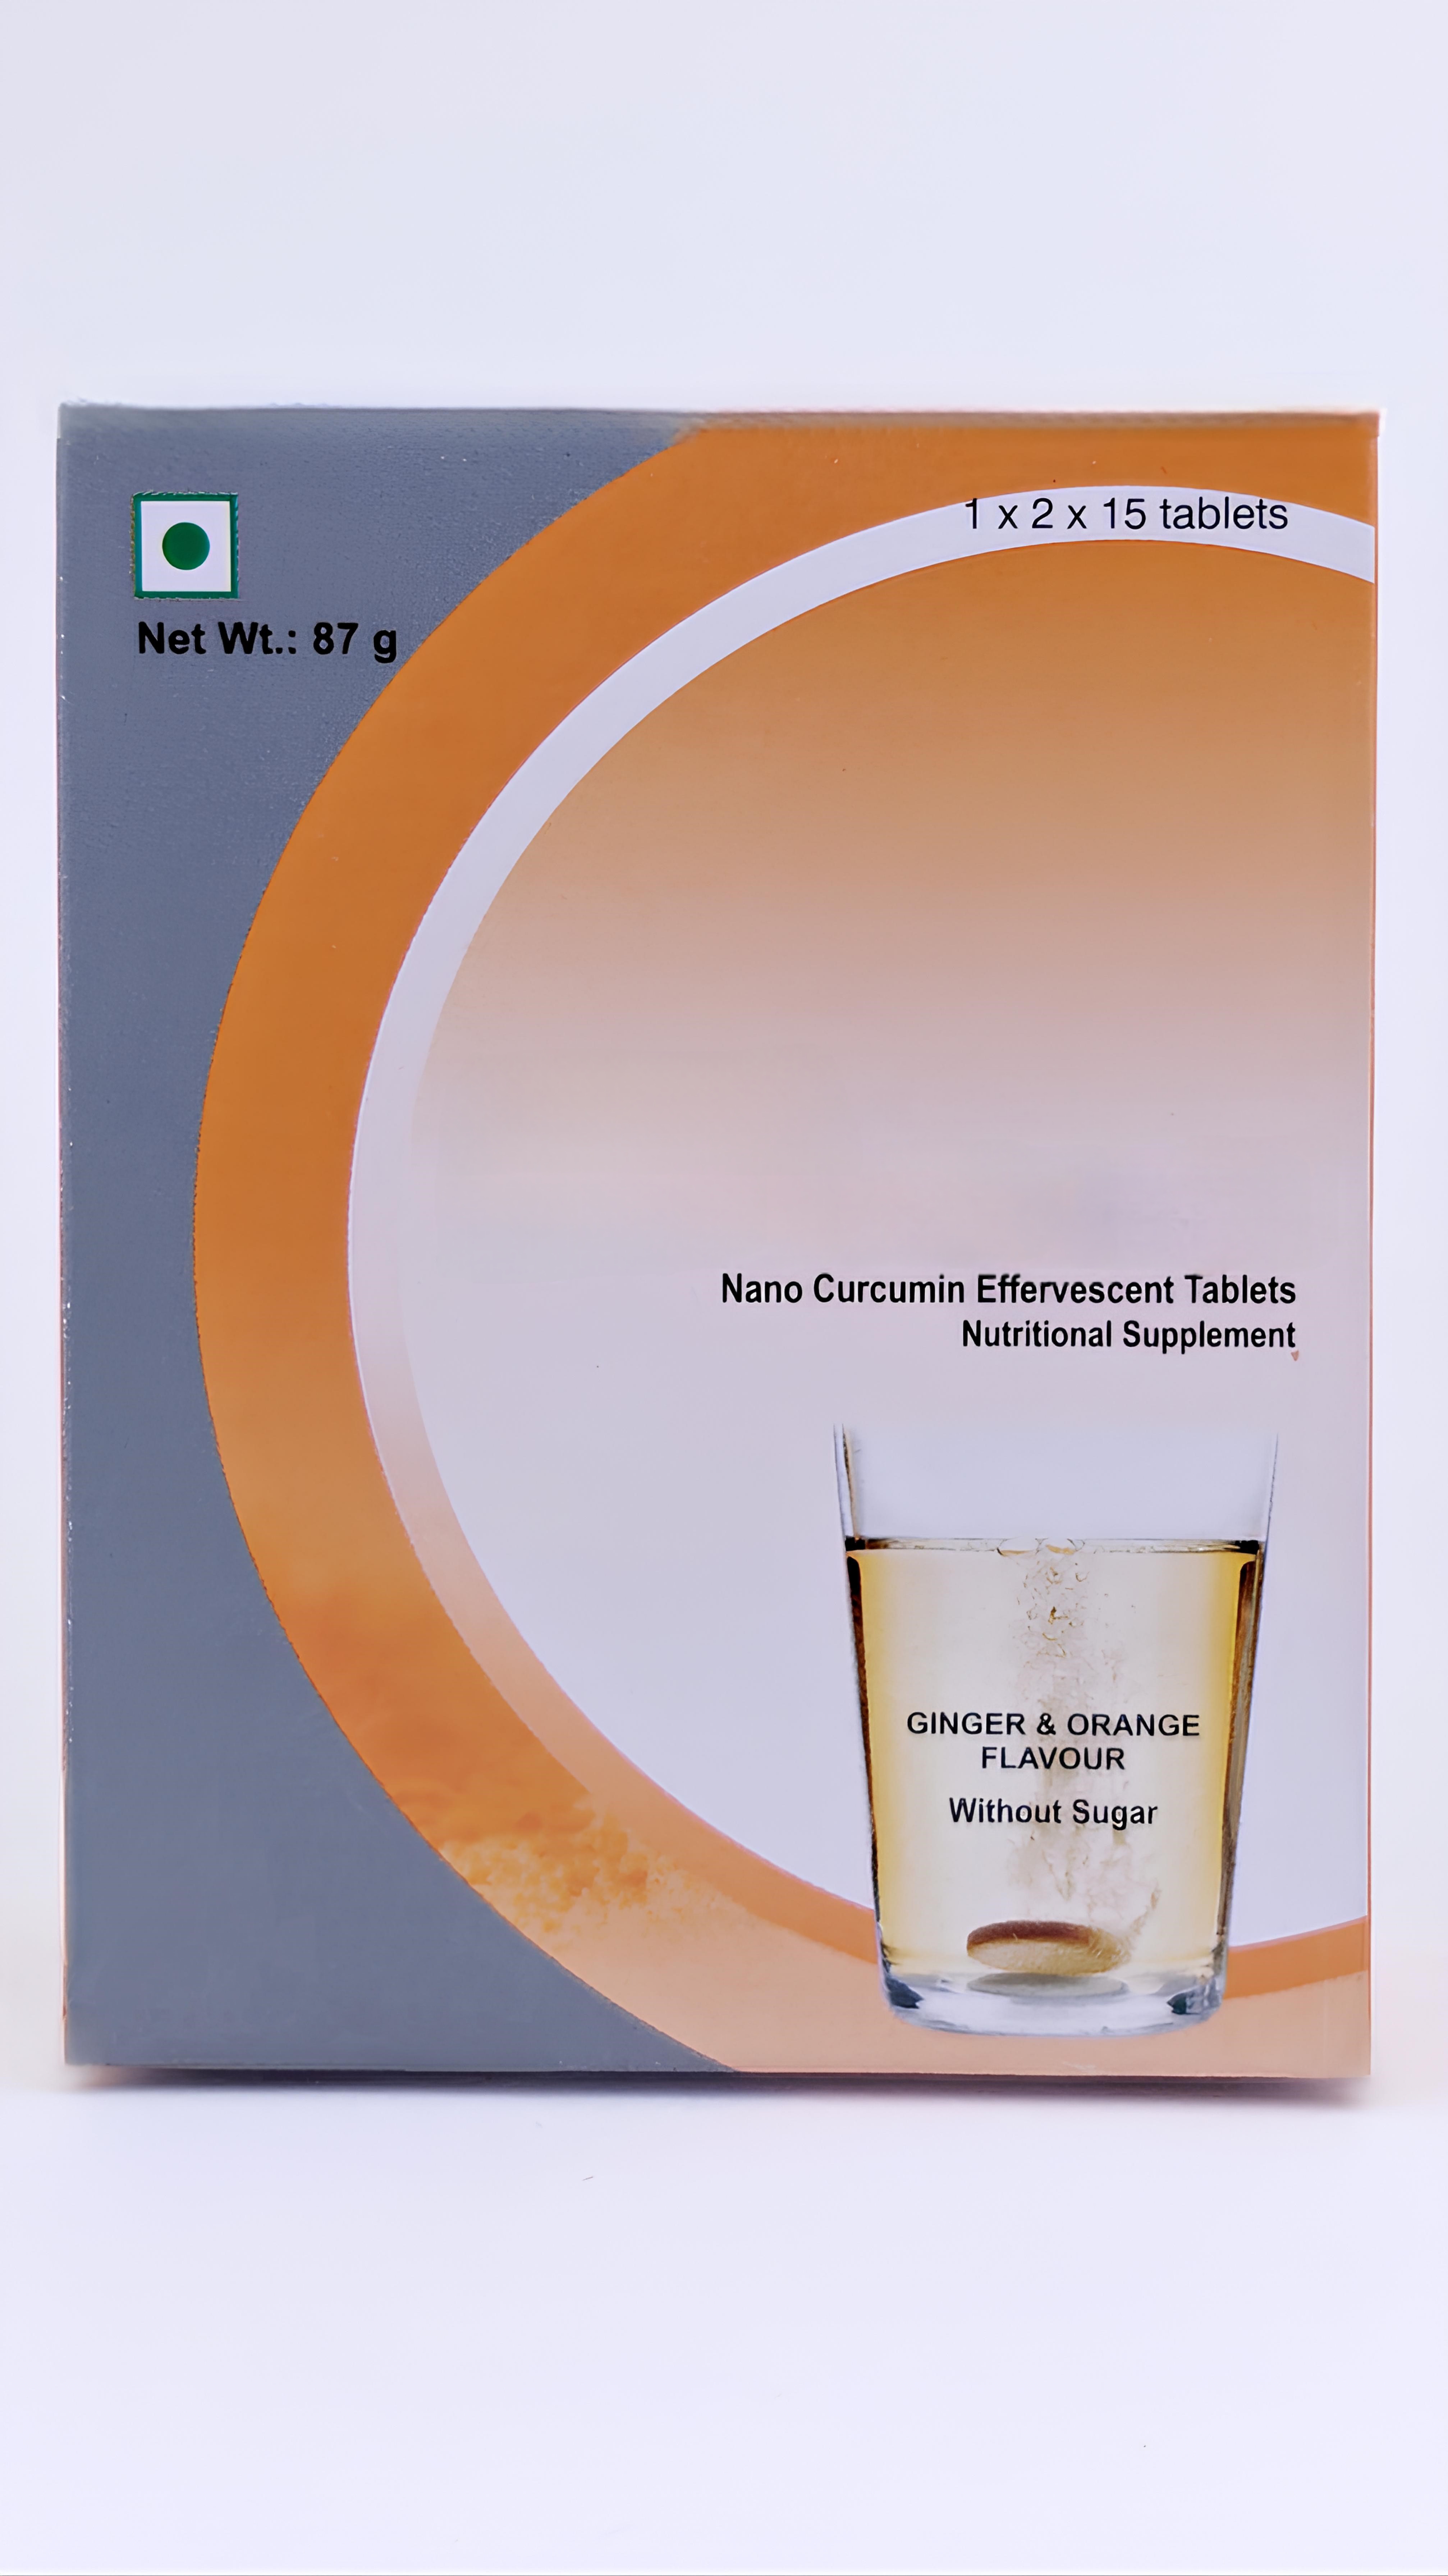 1 x 2 x 15 tablets
Net Wt.: 87 g
Nano Curcumin Effervescent Tablets
Nutritional Supplement
GINGER & ORANGE
FLAVOUR
Without Sugar